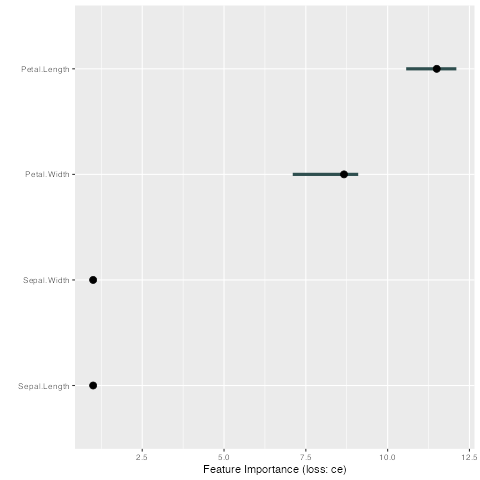 Petal.Length
Petal.Width
Sepal.Width
Sepal.Length
2.5 5.0 7.5 10.0 12.5
Feature Importance (loss: ce)